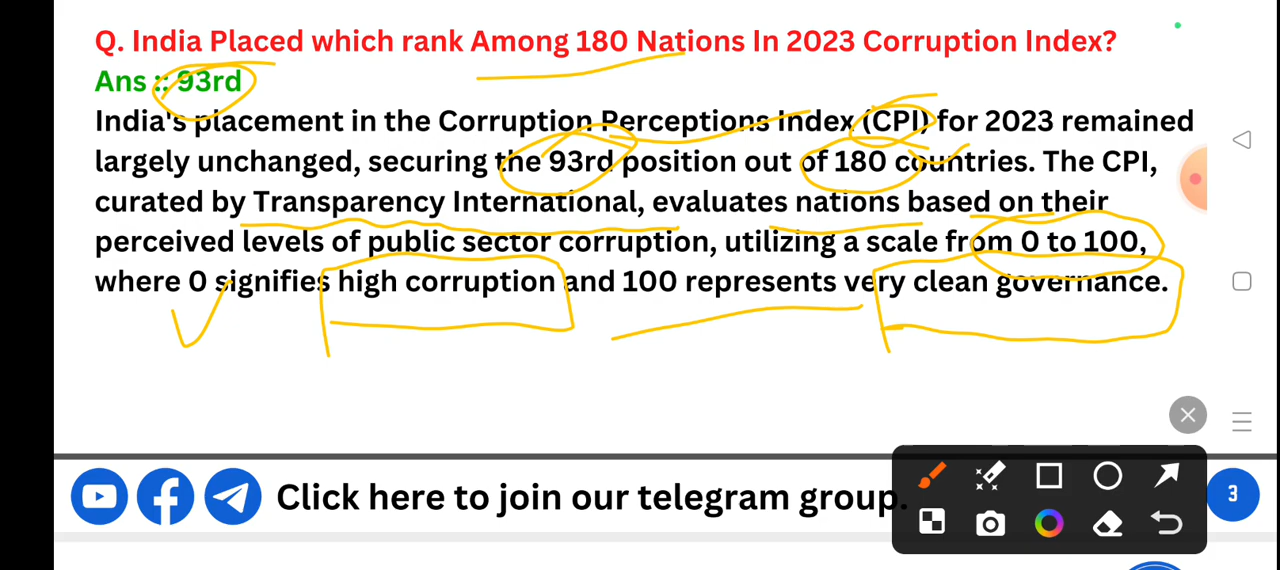 Q. India Placed which rank Among 180 Nations In 2023 Corruption Index?
Ans :: 93rd
India's placement in the Corruption Perceptions Index (CPI) for 2023 remained
largely unchanged, securing the 93rd position out of 180 countries. The CPI,
curated by Transparency International, evaluates nations based on their
perceived levels of public sector corruption, utilizing a scale from 0 to 100,
where 0 signifies high corruption and 100 represents very clean governance.
Click here to join our telegram group.
3